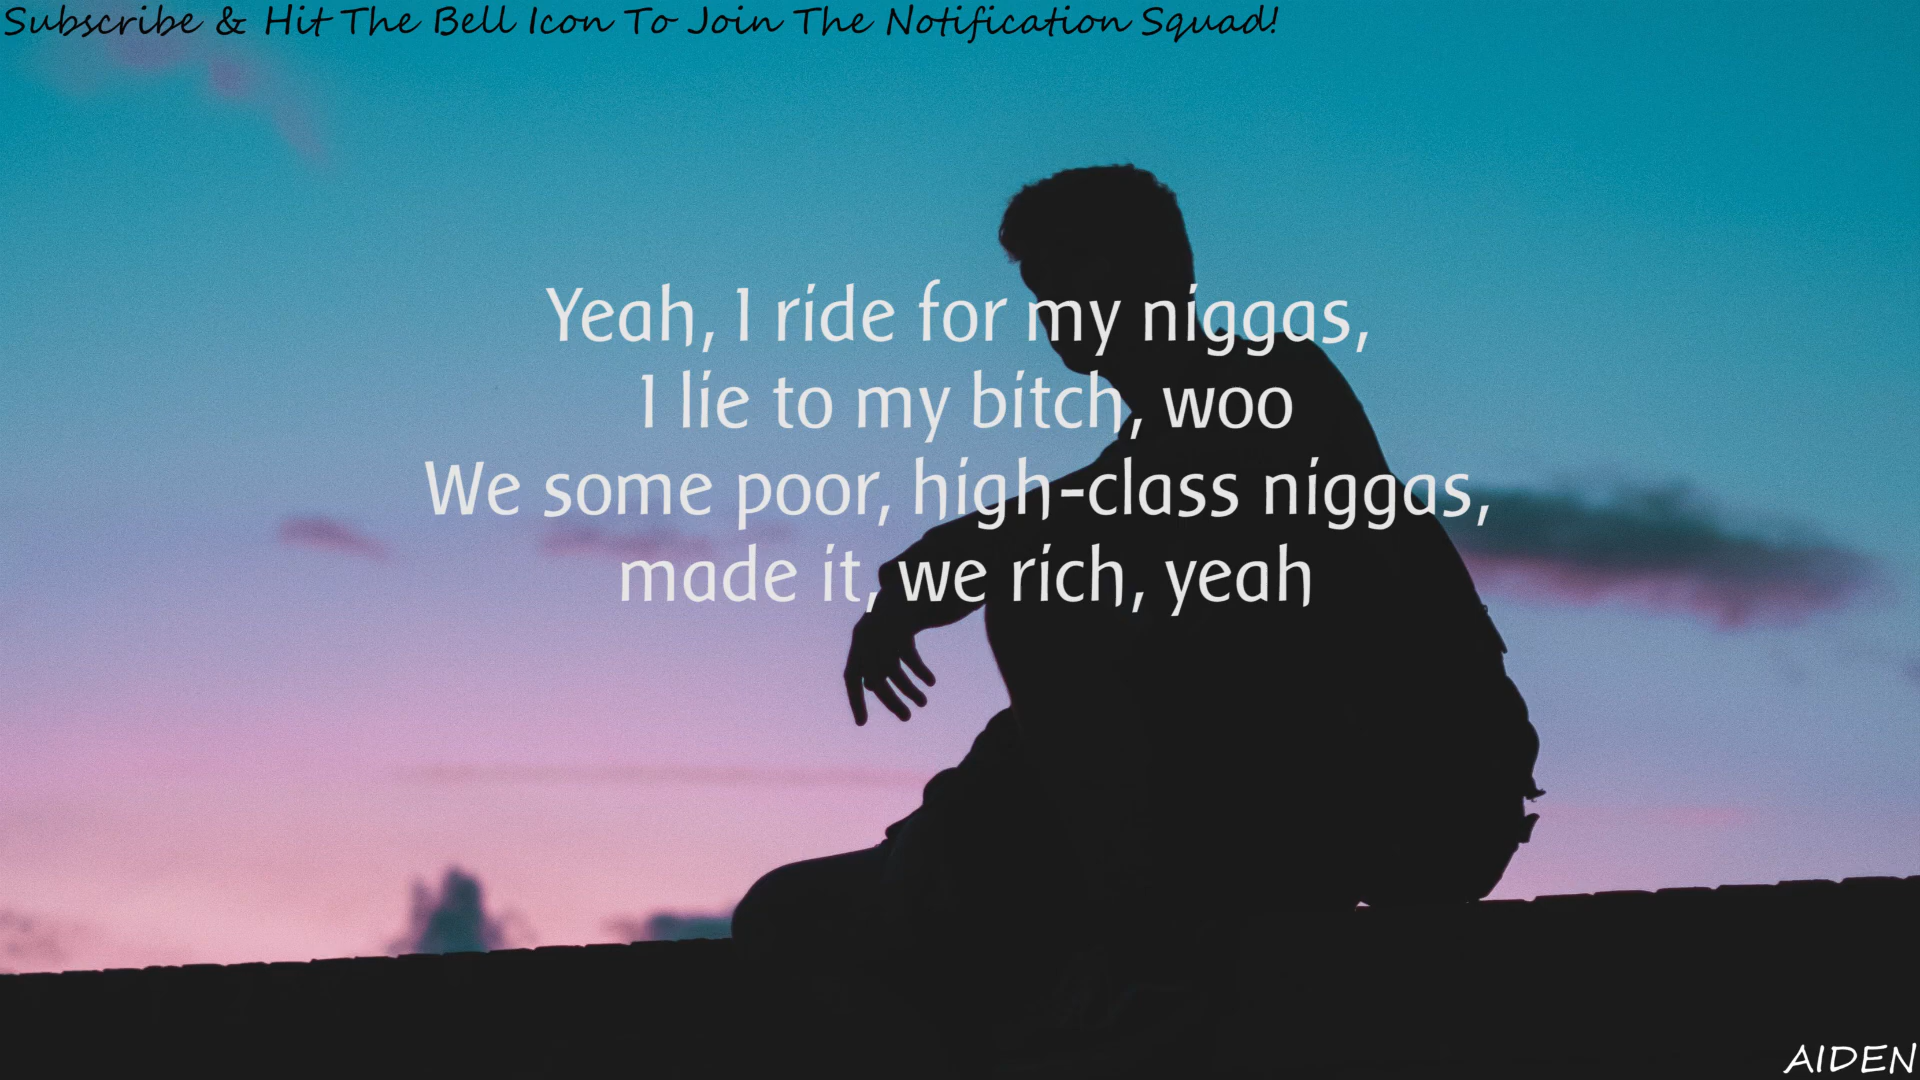 Subscribe & Hit The Bell Icon To Join The Notification Squad!
Yeah, I ride for my niggas,
I lie to my bitch, woo
We some poor, high-class niggas,
made it, we rich, yeah
AIDEN